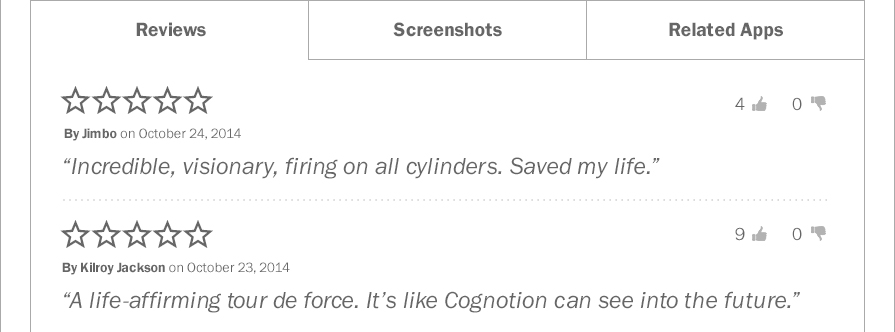 Reviews
Screenshots
Related Apps
4
0
By Jimbo on October 24, 2014
“Incredible, visionary, firing on all cylinders. Saved my life.”
9
0
By Kilroy Jackson on October 23, 2014
“A life-affirming tour de force. It’s like Cognotion can see into the future.”